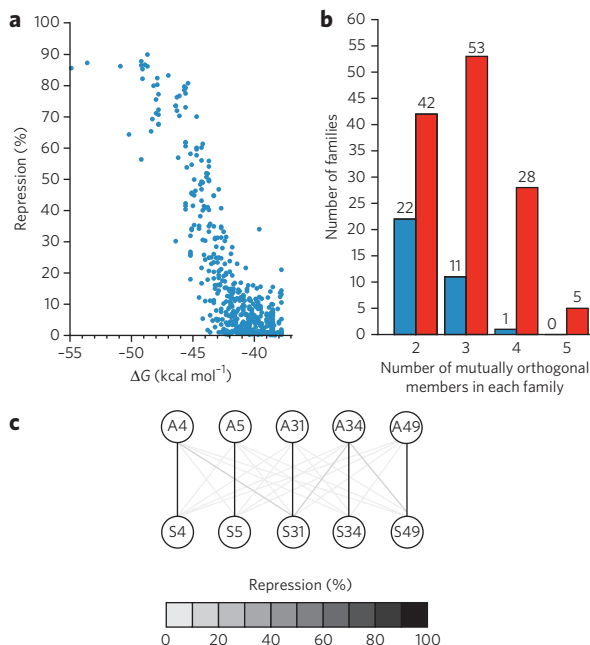 a
100
90
80
70
60
50
40
30
20
10
0
Repression (%)
–55 –50 –45 –40
ΔG (kcal mol⁻¹)
b
60
55
50
45
40
35
30
25
20
15
10
5
0
Number of families
22 42 11 53 1 28 0 5
2 3 4 5
Number of mutually orthogonal
members in each family
c
A4 A5 A31 A34 A49
S4 S5 S31 S34 S49
Repression (%)
0 20 40 60 80 100